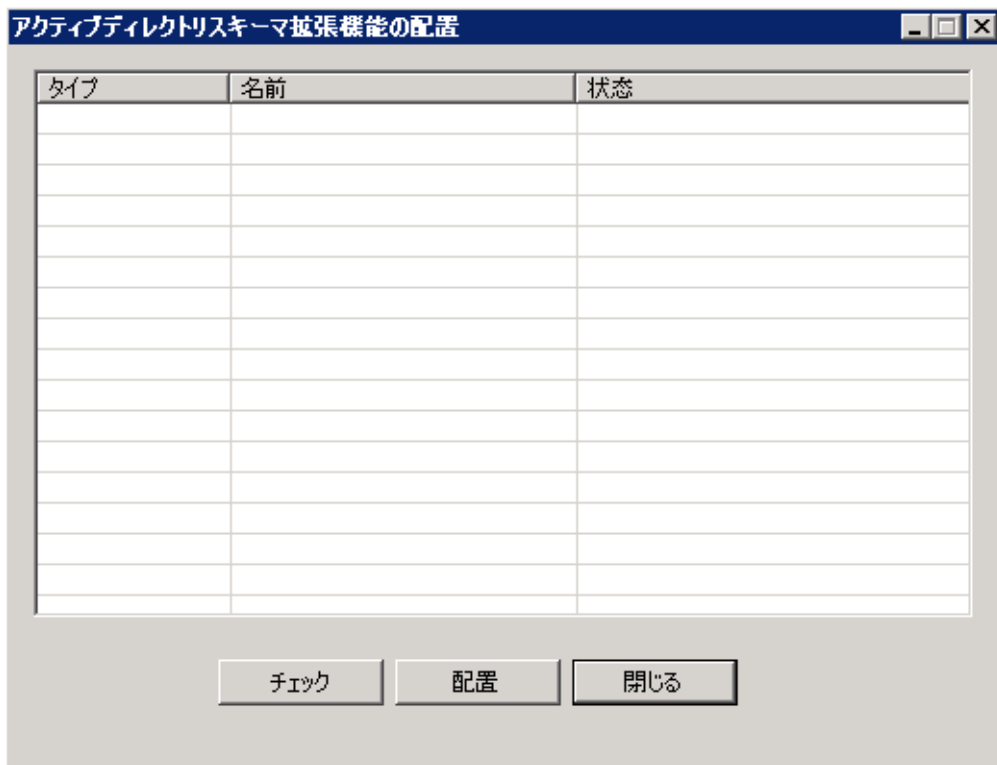 アクティブディレクトリスキーマ拡張機能の配置
タイプ 名前 状态
チェック 配置 閉じる